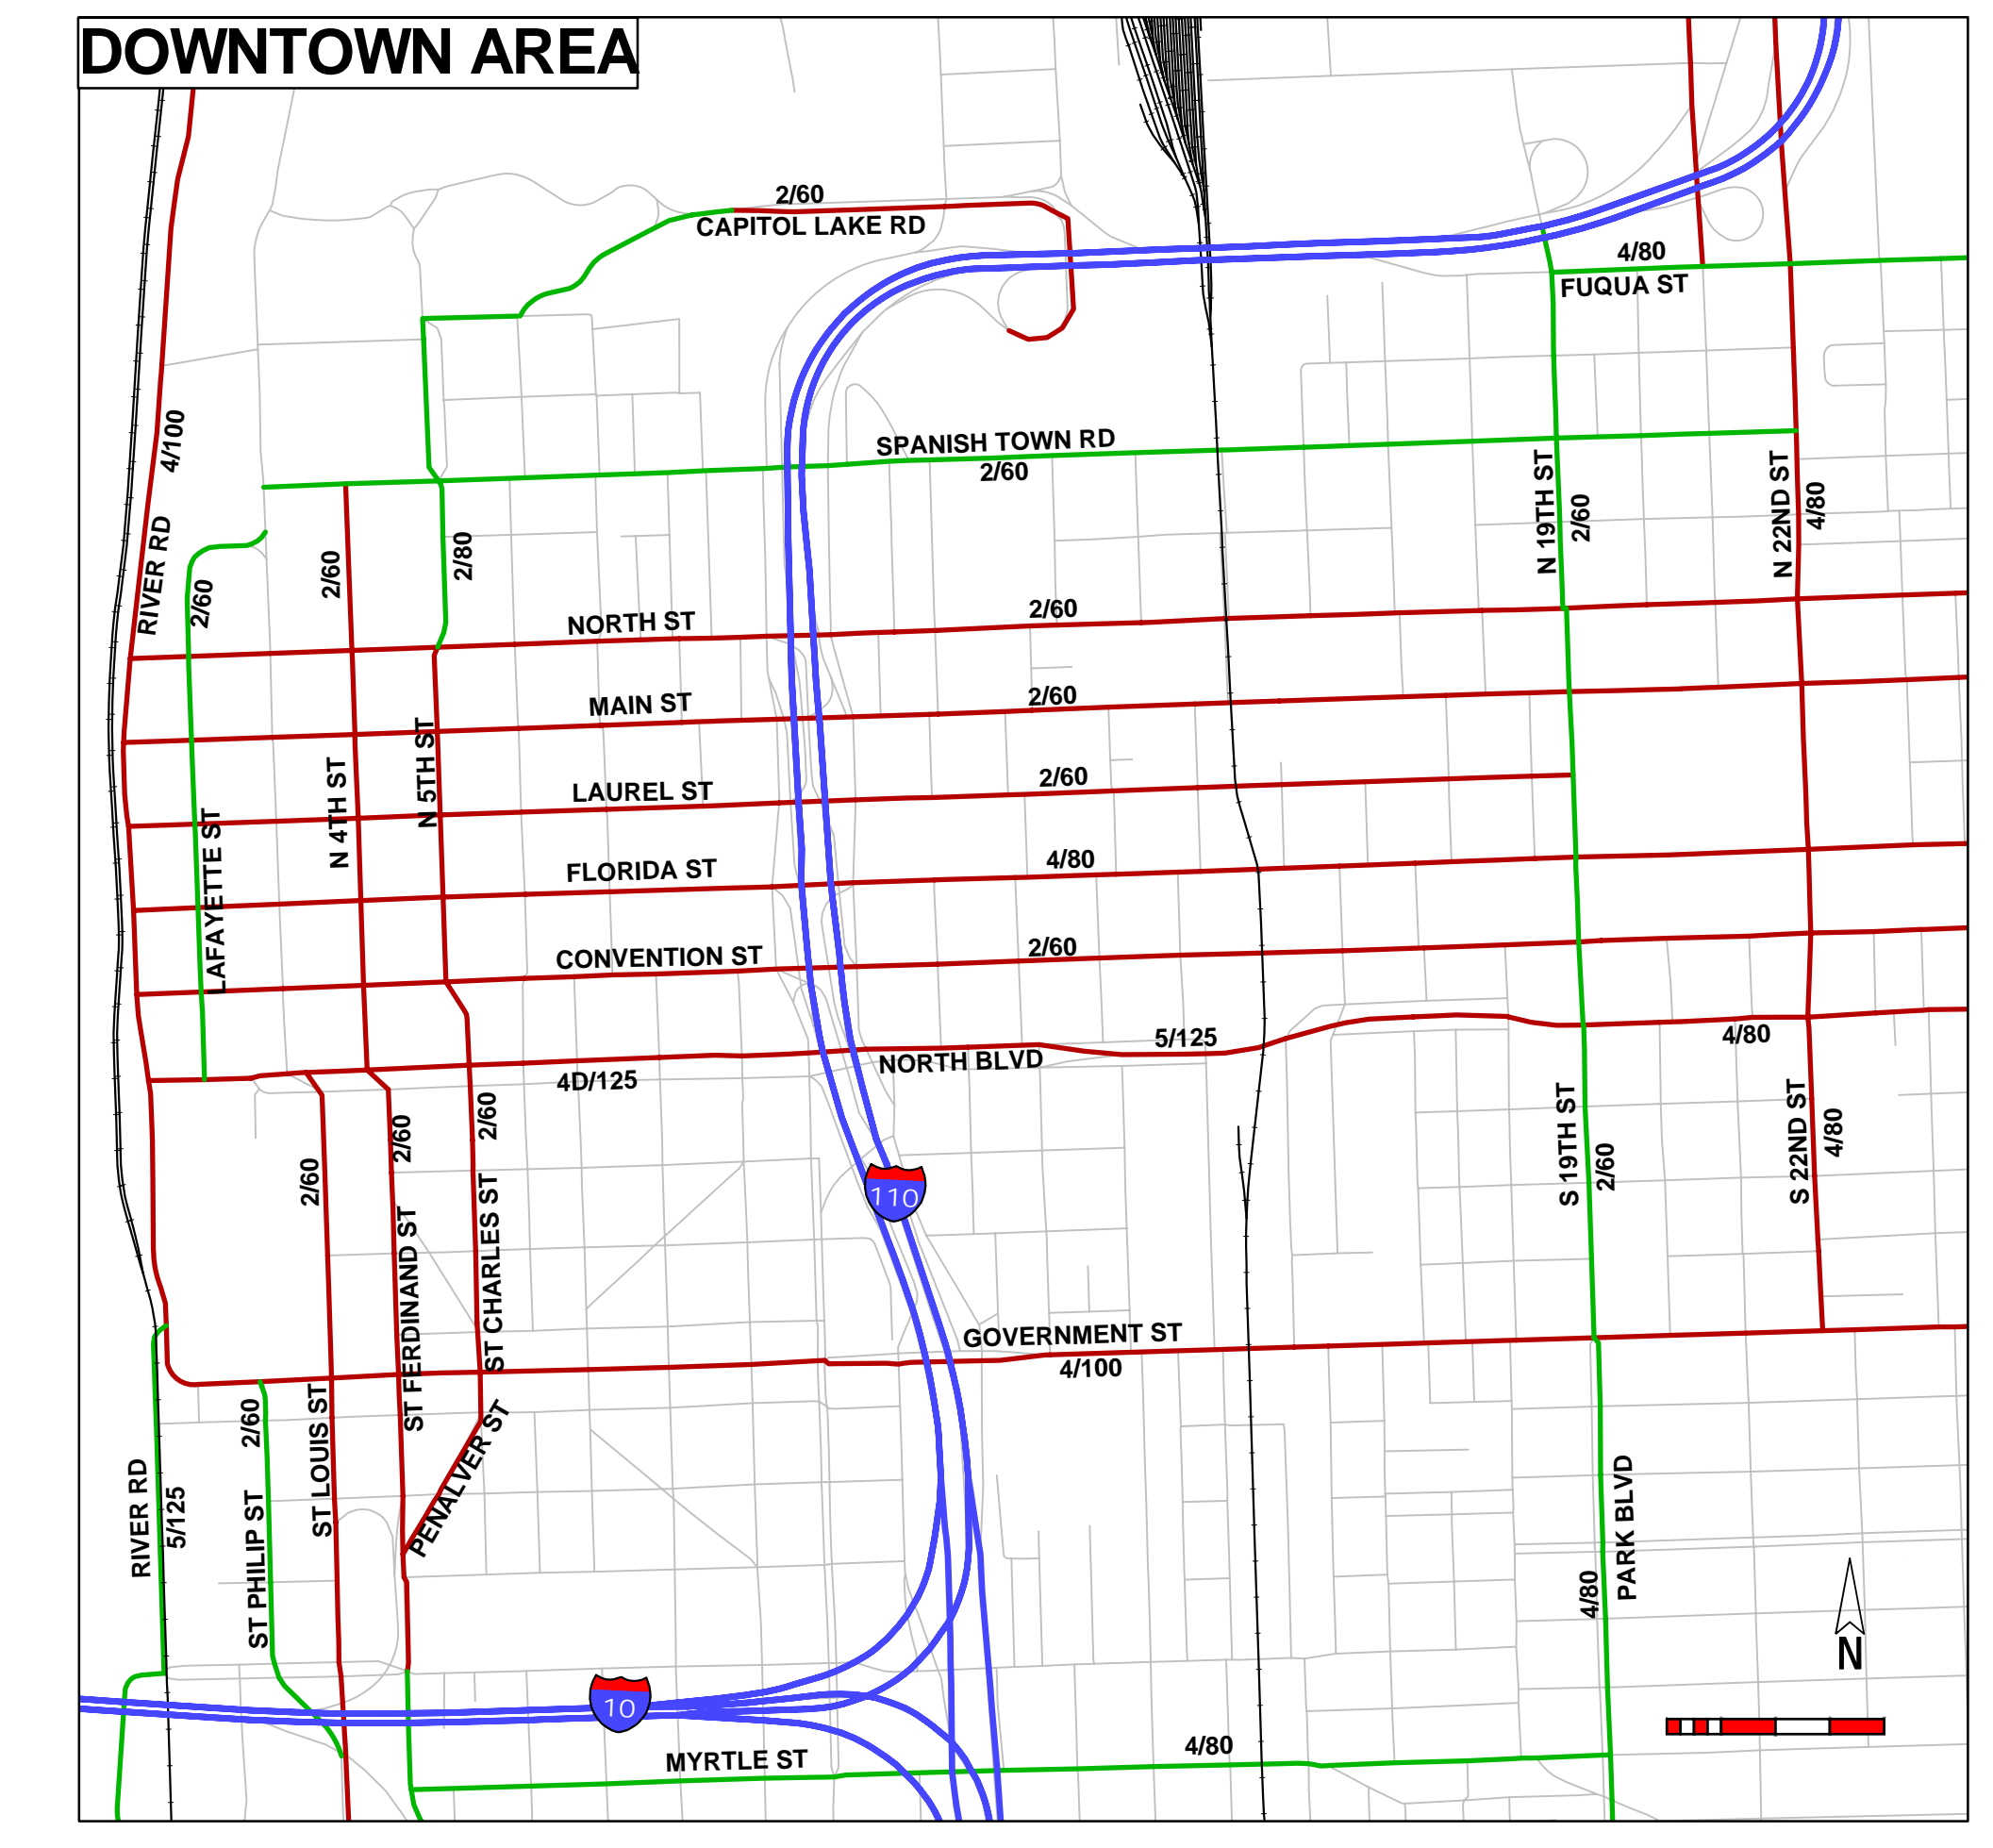 DOWNTOWN AREA
2/60
CAPITOL LAKE RD
4/80
FUQUA ST
4/100
SPANISH TOWN RD
2/60
N 19TH ST
2/60
N 22ND ST
4/80
RIVER RD
2/60
2/60
2/80
NORTH ST
2/60
MAIN ST
2/60
N 4TH ST
N 5TH ST
LAUREL ST
2/60
LAFAYETTE ST
FLORIDA ST
4/80
CONVENTION ST
2/60
NORTH BLVD
5/125
4/80
4D/125
2/60
2/60
2/60
S 19TH ST
2/60
S 22ND ST
4/80
110
ST FERDINAND ST
ST CHARLES ST
GOVERNMENT ST
4/100
2/60
ST LOUIS ST
PENALVER ST
RIVER RD
5/125
ST PHILIP ST
PARK BLVD
4/80
N
10
MYRTLE ST
4/80